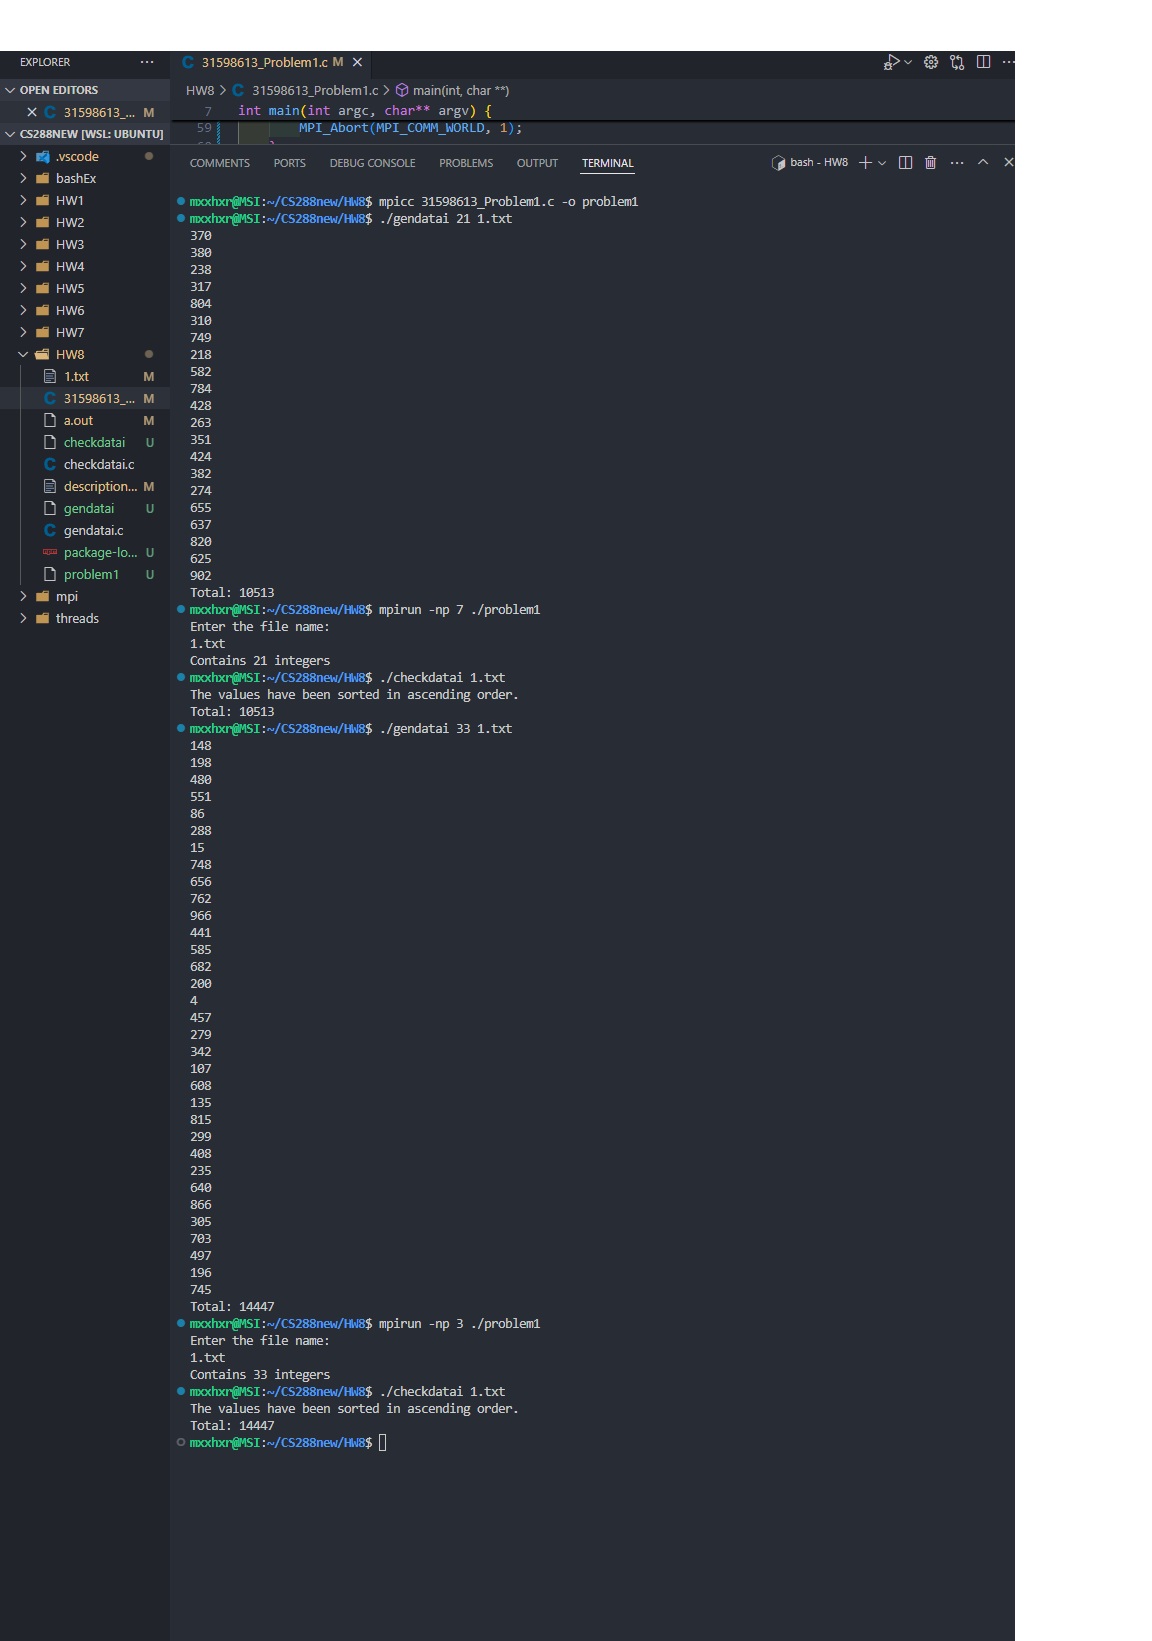 EXPLORER
OPEN EDITORS
31598613_... M
CS288NEW [WSL: UBUNTU]
.vscode
bashEx
HW1
HW2
HW3
HW4
HW5
HW6
HW7
HW8
1.txt M
31598613_... M
a.out M
checkdatai U
checkdatai.c
description... M
gendatai U
gendatai.c
package-lo... U
problem1 U
mpi
threads
31598613_Problem1.c M
HW8 > 31598613_Problem1.c > main(int, char **)
7 int main(int argc, char** argv) {
59 MPI_Abort(MPI_COMM_WORLD, 1);
COMMENTS PORTS DEBUG CONSOLE PROBLEMS OUTPUT TERMINAL bash - HW8
mxxhxr@MSI:~/CS288new/HW8$ mpicc 31598613_Problem1.c -o problem1
mxxhxr@MSI:~/CS288new/HW8$ ./gendatai 21 1.txt
370
380
238
317
804
310
749
218
582
784
428
263
351
424
382
274
655
637
820
625
902
Total: 10513
mxxhxr@MSI:~/CS288new/HW8$ mpirun -np 7 ./problem1
Enter the file name:
1.txt
Contains 21 integers
mxxhxr@MSI:~/CS288new/HW8$ ./checkdatai 1.txt
The values have been sorted in ascending order.
Total: 10513
mxxhxr@MSI:~/CS288new/HW8$ ./gendatai 33 1.txt
148
198
480
551
86
288
15
748
656
762
966
441
585
682
200
4
457
279
342
107
608
135
815
299
408
235
640
866
305
703
497
196
745
Total: 14447
mxxhxr@MSI:~/CS288new/HW8$ mpirun -np 3 ./problem1
Enter the file name:
1.txt
Contains 33 integers
mxxhxr@MSI:~/CS288new/HW8$ ./checkdatai 1.txt
The values have been sorted in ascending order.
Total: 14447
mxxhxr@MSI:~/CS288new/HW8$